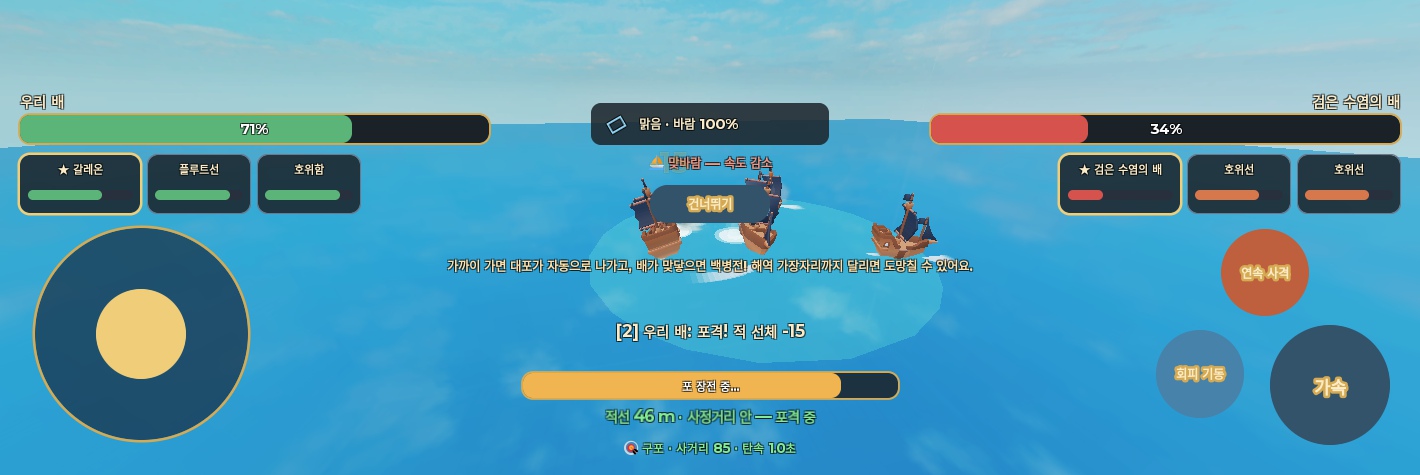 우리 배
검은 수염의 배
71%
맑음 · 바람 100%
34%
맞바람 — 속도 감소
★ 갈레온
플루트선
호위함
★ 검은 수염의 배
호위선
호위선
건너뛰기
가까이 가면 대포가 자동으로 나가고, 배가 맞닿으면 백병전! 해역 가장자리까지 달리면 도망칠 수 있어요.
연속 사격
[2] 우리 배: 포격! 적 선체 -15
회피 기동
가속
포 장전 중...
적선 46 m · 사정거리 안 — 포격 중
구포 · 사거리 85 · 탄속 1.0초